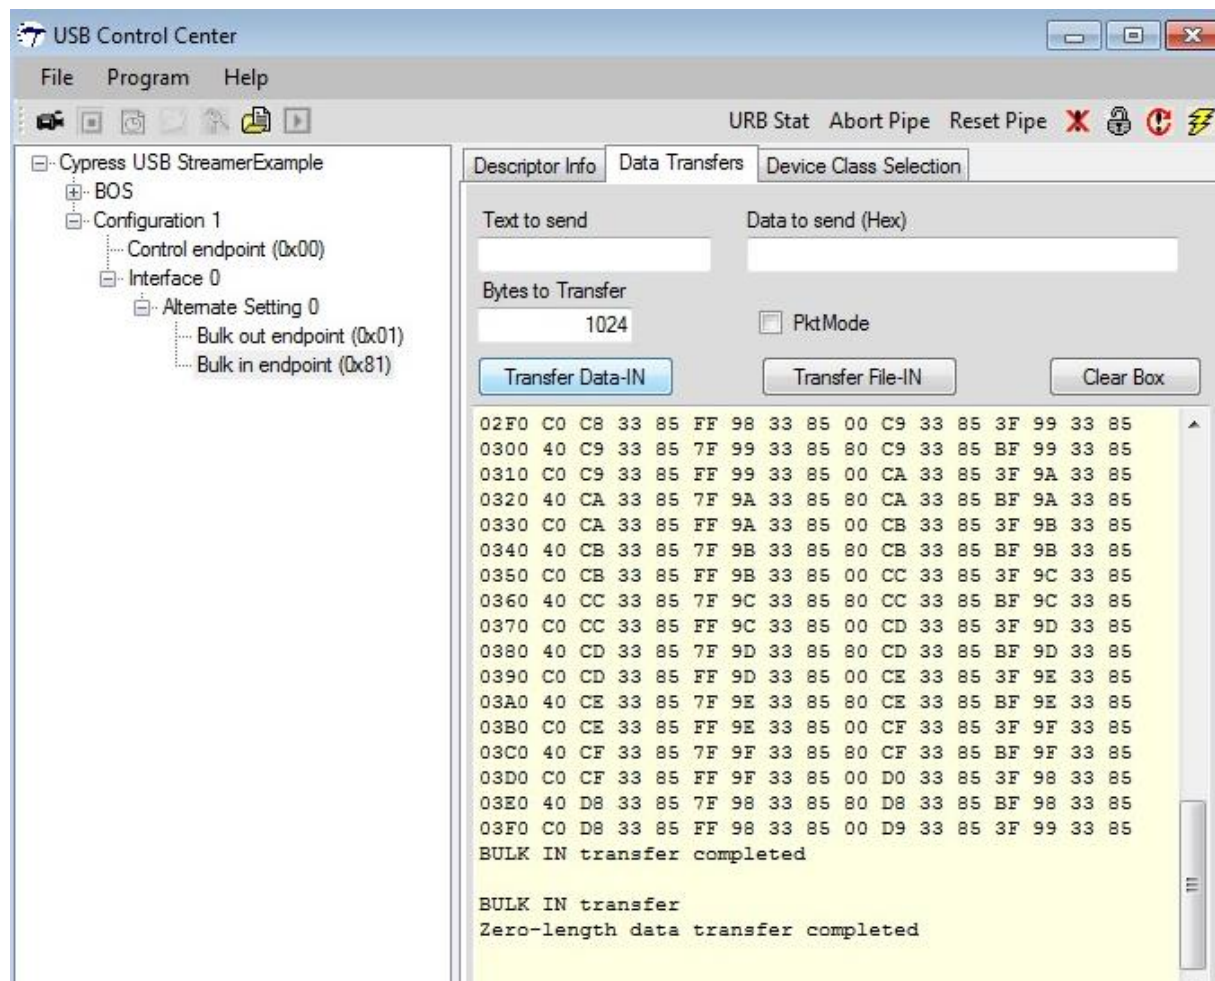 USB Control Center
File Program Help
URB Stat Abort Pipe Reset Pipe
Cypress USB StreamerExample
BOS
Configuration 1
Control endpoint (0x00)
Interface 0
Alternate Setting 0
Bulk out endpoint (0x01)
Bulk in endpoint (0x81)
Descriptor Info Data Transfers Device Class Selection
Text to send Data to send (Hex)
Bytes to Transfer
1024 PktMode
Transfer Data-IN Transfer File-IN Clear Box
02F0 C0 C8 33 85 FF 98 33 85 00 C9 33 85 3F 99 33 85
0300 40 C9 33 85 7F 99 33 85 80 C9 33 85 BF 99 33 85
0310 C0 C9 33 85 FF 99 33 85 00 CA 33 85 3F 9A 33 85
0320 40 CA 33 85 7F 9A 33 85 80 CA 33 85 BF 9A 33 85
0330 C0 CA 33 85 FF 9A 33 85 00 CB 33 85 3F 9B 33 85
0340 40 CB 33 85 7F 9B 33 85 80 CB 33 85 BF 9B 33 85
0350 C0 CB 33 85 FF 9B 33 85 00 CC 33 85 3F 9C 33 85
0360 40 CC 33 85 7F 9C 33 85 80 CC 33 85 BF 9C 33 85
0370 C0 CC 33 85 FF 9C 33 85 00 CD 33 85 3F 9D 33 85
0380 40 CD 33 85 7F 9D 33 85 80 CD 33 85 BF 9D 33 85
0390 C0 CD 33 85 FF 9D 33 85 00 CE 33 85 3F 9E 33 85
03A0 40 CE 33 85 7F 9E 33 85 80 CE 33 85 BF 9E 33 85
03B0 C0 CE 33 85 FF 9E 33 85 00 CF 33 85 3F 9F 33 85
03C0 40 CF 33 85 7F 9F 33 85 80 CF 33 85 BF 9F 33 85
03D0 C0 CF 33 85 FF 9F 33 85 00 D0 33 85 3F 98 33 85
03E0 40 D8 33 85 7F 98 33 85 80 D8 33 85 BF 98 33 85
03F0 C0 D8 33 85 FF 98 33 85 00 D9 33 85 3F 99 33 85
BULK IN transfer completed
BULK IN transfer
Zero-length data transfer completed